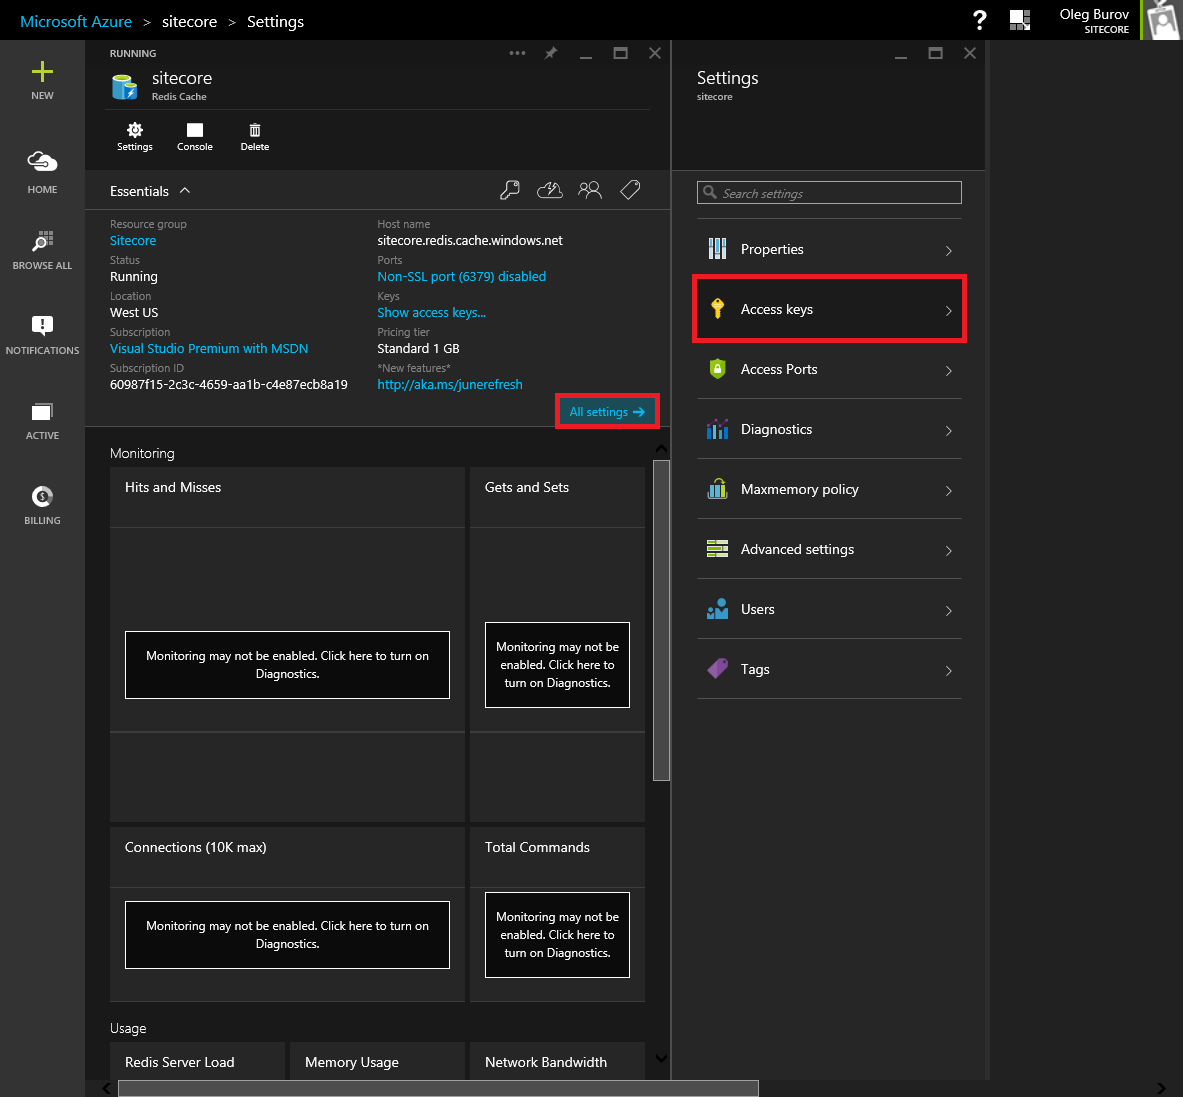 Microsoft Azure > sitecore > Settings
?
Oleg Burov
SITECORE
NEW
HOME
BROWSE ALL
NOTIFICATIONS
ACTIVE
BILLING
RUNNING
sitecore
Redis Cache
Settings
Console
Delete
Essentials
Resource group
Sitecore
Status
Running
Location
West US
Subscription
Visual Studio Premium with MSDN
Subscription ID
60987f15-2c3c-4659-aa1b-c4e87ecb8a19
Host name
sitecore.redis.cache.windows.net
Ports
Non-SSL port (6379) disabled
Keys
Show access keys...
Pricing tier
Standard 1 GB
*New features*
http://aka.ms/junerefresh
All settings →
Monitoring
Hits and Misses
Monitoring may not be enabled. Click here to turn on
Diagnostics.
Gets and Sets
Monitoring may not be
enabled. Click here to
turn on Diagnostics.
Connections (10K max)
Monitoring may not be enabled. Click here to turn on
Diagnostics.
Total Commands
Monitoring may not be
enabled. Click here to
turn on Diagnostics.
Usage
Redis Server Load
Memory Usage
Network Bandwidth
Settings
sitecore
Search settings
Properties
Access keys
Access Ports
Diagnostics
Maxmemory policy
Advanced settings
Users
Tags